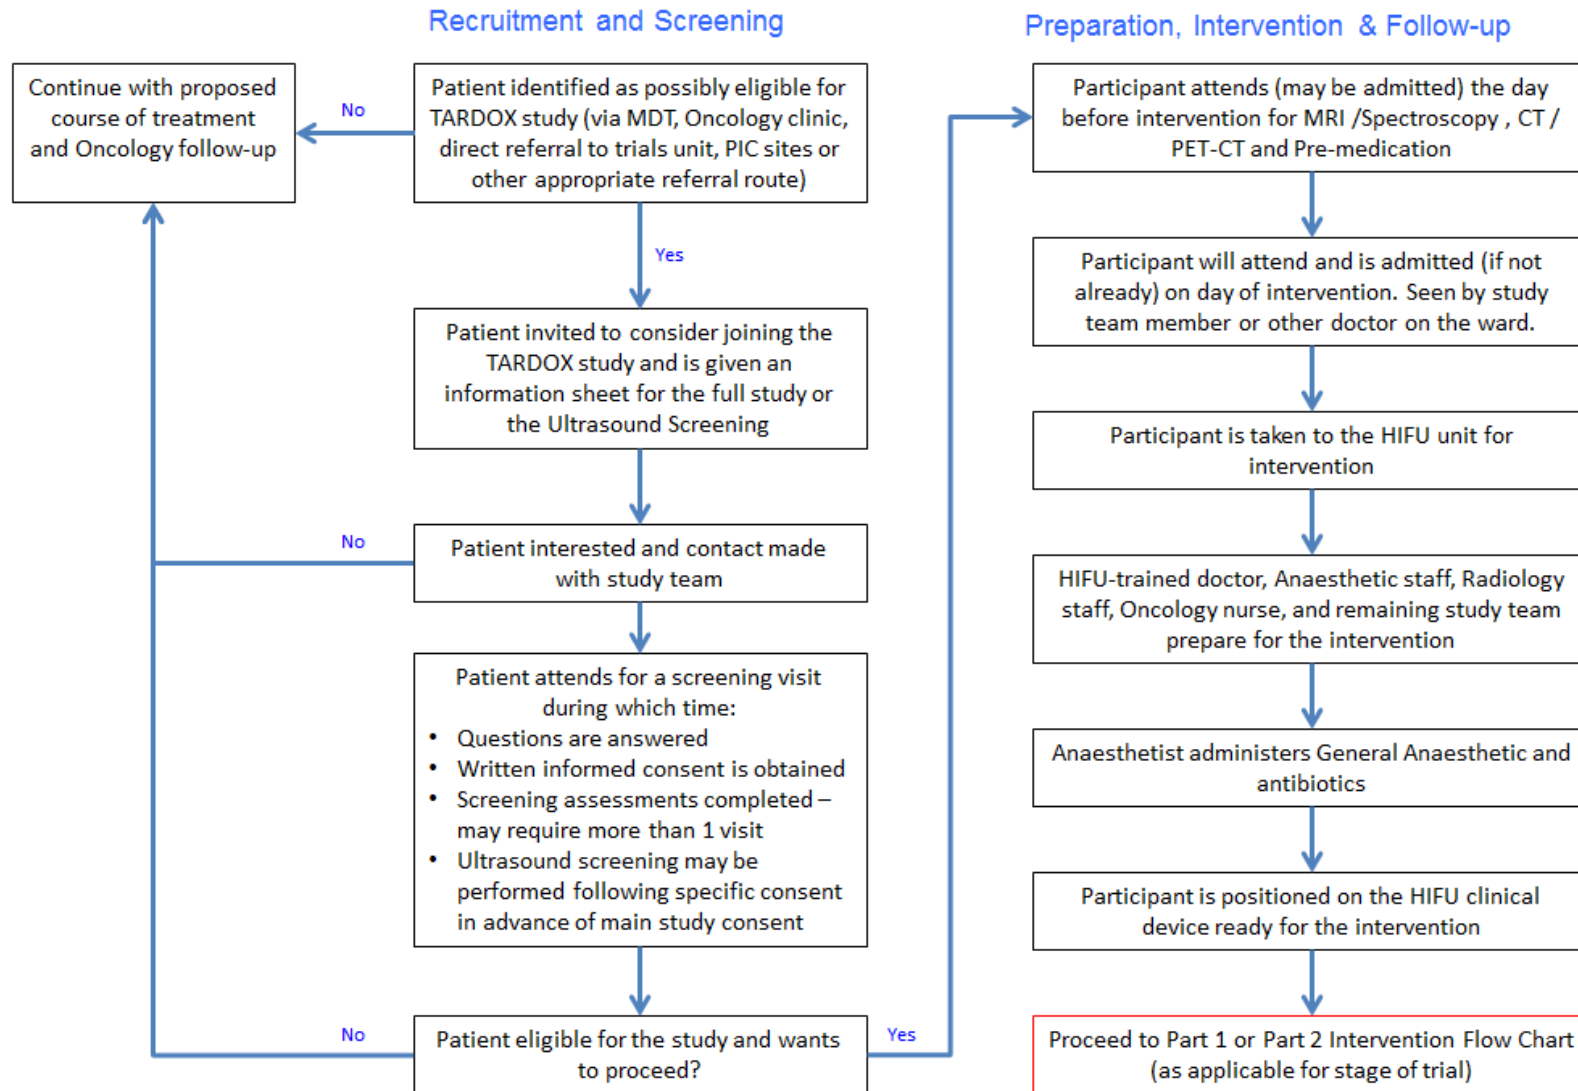 Recruitment and Screening
Continue with proposed
course of treatment
and Oncology follow-up
No
Patient identified as possibly eligible for
TARDOX study (via MDT, Oncology clinic,
direct referral to trials unit, PIC sites or
other appropriate referral route)
Yes
Patient invited to consider joining the
TARDOX study and is given an
information sheet for the full study or
the Ultrasound Screening
No
Patient interested and contact made
with study team
Patient attends for a screening visit
during which time:
• Questions are answered
• Written informed consent is obtained
• Screening assessments completed –
may require more than 1 visit
• Ultrasound screening may be
performed following specific consent
in advance of main study consent
No
Patient eligible for the study and wants
to proceed?
Yes
Preparation, Intervention & Follow-up
Participant attends (may be admitted) the day
before intervention for MRI /Spectroscopy , CT /
PET-CT and Pre-medication
Participant will attend and is admitted (if not
already) on day of intervention. Seen by study
team member or other doctor on the ward.
Participant is taken to the HIFU unit for
intervention
HIFU-trained doctor, Anaesthetic staff, Radiology
staff, Oncology nurse, and remaining study team
prepare for the intervention
Anaesthetist administers General Anaesthetic and
antibiotics
Participant is positioned on the HIFU clinical
device ready for the intervention
Proceed to Part 1 or Part 2 Intervention Flow Chart
(as applicable for stage of trial)